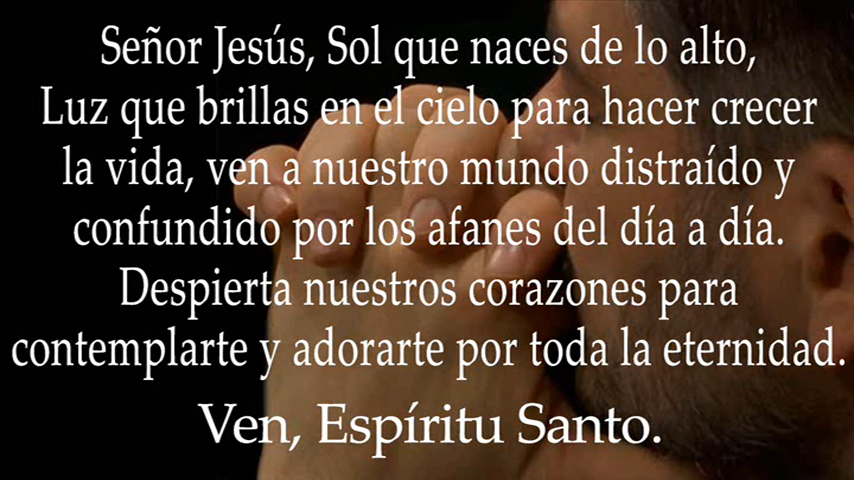 Señor Jesús, Sol que naces de lo alto,
Luz que brillas en el cielo para hacer crecer
la vida, ven a nuestro mundo distraído y
confundido por los afanes del día a día.
Despierta nuestros corazones para
contemplarte y adorarte por toda la eternidad.
Ven, Espíritu Santo.